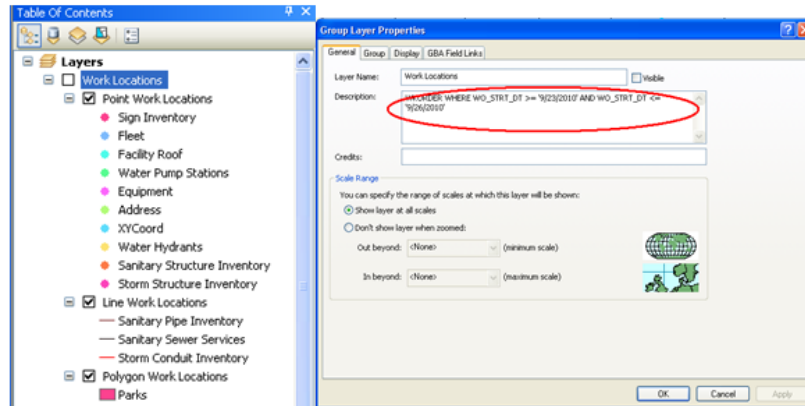 Table Of Contents
Layers
Work Locations
Point Work Locations
Sign Inventory
Fleet
Facility Roof
Water Pump Stations
Equipment
Address
XYCoord
Water Hydrants
Sanitary Structure Inventory
Storm Structure Inventory
Line Work Locations
Sanitary Pipe Inventory
Sanitary Sewer Services
Storm Conduit Inventory
Polygon Work Locations
Parks
Group Layer Properties
General Group Display GBA Field Links
Layer Name: Work Locations Visible
Description: WHERE WO_STRT_DT >= '9/23/2010' AND WO_STRT_DT <=
'9/26/2010'
Credits:
Scale Range
You can specify the range of scales at which this layer will be shown:
Show layer at all scales
Don't show layer when zoomed:
Out beyond: <None> (minimum scale)
In beyond: <None> (maximum scale)
OK Cancel Apply